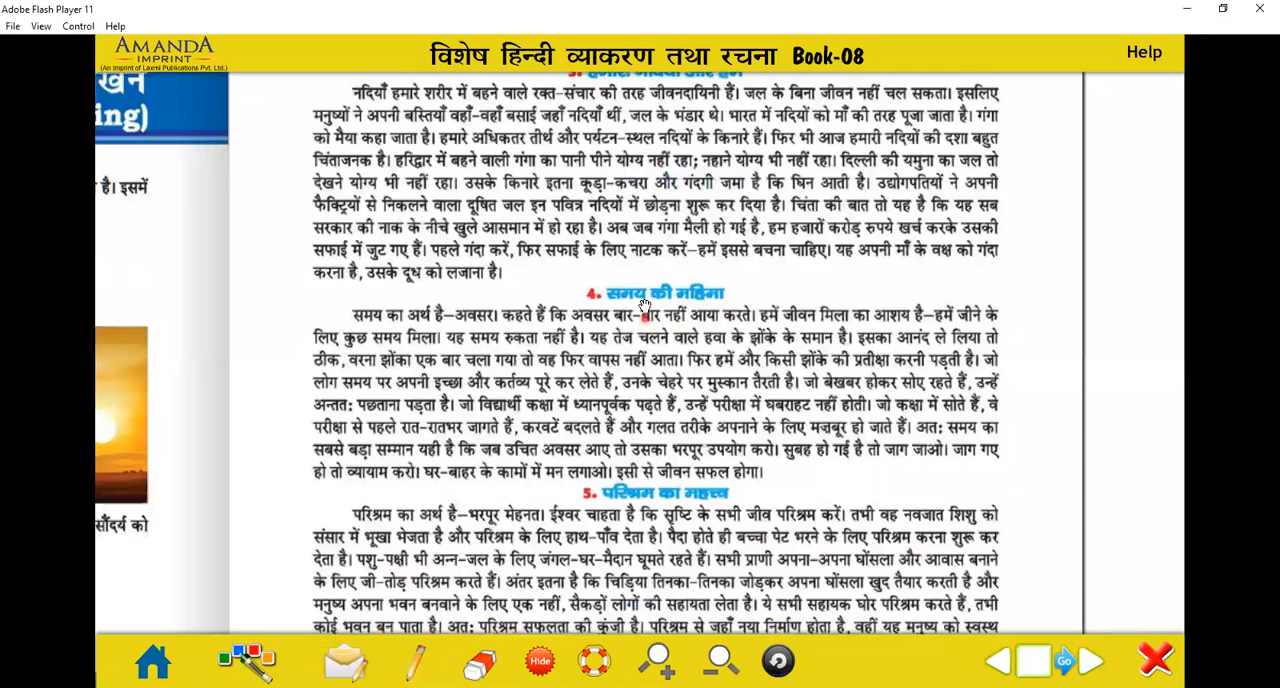 Adobe Flash Player 11
File View Control Help
AMANDA
IMPRINT
(An Imprint of Laxmi Publications Pvt. Ltd.)
विशेष हिन्दी व्याकरण तथा रचना Book-08
Help
ing)
है। इसमें
सौंदर्य को
नदियाँ हमारे शरीर में बहने वाले रक्त-संचार की तरह जीवनदायिनी हैं। जल के बिना जीवन नहीं चल सकता। इसलिए
मनुष्यों ने अपनी बस्तियाँ वहाँ-वहाँ बसाई जहाँ नदियाँ थीं, जल के भंडार थे। भारत में नदियों को माँ की तरह पूजा जाता है। गंगा
को मैया कहा जाता है। हमारे अधिकतर तीर्थ और पर्यटन-स्थल नदियों के किनारे हैं। फिर भी आज हमारी नदियों की दशा बहुत
चिंताजनक है। हरिद्वार में बहने वाली गंगा का पानी पीने योग्य नहीं रहा; नहाने योग्य भी नहीं रहा। दिल्ली की यमुना का जल तो
देखने योग्य भी नहीं रहा। उसके किनारे इतना कूड़ा-कचरा और गंदगी जमा है कि घिन आती है। उद्योगपतियों ने अपनी
फैक्ट्रियों से निकलने वाला दूषित जल इन पवित्र नदियों में छोड़ना शुरू कर दिया है। चिंता की बात तो यह है कि यह सब
सरकार की नाक के नीचे खुले आसमान में हो रहा है। अब जब गंगा मैली हो गई है, हम हजारों करोड़ रुपये खर्च करके उसकी
सफाई में जुट गए हैं। पहले गंदा करें, फिर सफाई के लिए नाटक करें–हमें इससे बचना चाहिए। यह अपनी माँ के वक्ष को गंदा
करना है, उसके दूध को लजाना है।
4. समय की महिमा
समय का अर्थ है–अवसर। कहते हैं कि अवसर बार-बार नहीं आया करते। हमें जीवन मिला का आशय है–हमें जीने के
लिए कुछ समय मिला। यह समय रुकता नहीं है। यह तेज चलने वाले हवा के झोंके के समान है। इसका आनंद ले लिया तो
ठीक, वरना झोंका एक बार चला गया तो वह फिर वापस नहीं आता। फिर हमें और किसी झोंके की प्रतीक्षा करनी पड़ती है। जो
लोग समय पर अपनी इच्छा और कर्तव्य पूरे कर लेते हैं, उनके चेहरे पर मुस्कान तैरती है। जो बेखबर होकर सोए रहते हैं, उन्हें
अन्ततः पछताना पड़ता है। जो विद्यार्थी कक्षा में ध्यानपूर्वक पढ़ते हैं, उन्हें परीक्षा में घबराहट नहीं होती। जो कक्षा में सोते हैं, वे
परीक्षा से पहले रात-रातभर जागते हैं, करवटें बदलते हैं और गलत तरीके अपनाने के लिए मजबूर हो जाते हैं। अतः समय का
सबसे बड़ा सम्मान यही है कि जब उचित अवसर आए तो उसका भरपूर उपयोग करो। सुबह हो गई है तो जाग जाओ। जाग गए
हो तो व्यायाम करो। घर-बाहर के कामों में मन लगाओ। इसी से जीवन सफल होगा।
5. परिश्रम का महत्त्व
परिश्रम का अर्थ है–भरपूर मेहनत। ईश्वर चाहता है कि सृष्टि के सभी जीव परिश्रम करें। तभी वह नवजात शिशु को
संसार में भूखा भेजता है और परिश्रम के लिए हाथ-पाँव देता है। पैदा होते ही बच्चा पेट भरने के लिए परिश्रम करना शुरू कर
देता है। पशु-पक्षी भी अन्न-जल के लिए जंगल-घर-मैदान घूमते रहते हैं। सभी प्राणी अपना-अपना घोंसला और आवास बनाने
के लिए जी-तोड़ परिश्रम करते हैं। अंतर इतना है कि चिड़िया तिनका-तिनका जोड़कर अपना घोंसला खुद तैयार करती है और
मनुष्य अपना भवन बनवाने के लिए एक नहीं, सैकड़ों लोगों की सहायता लेता है। ये सभी सहायक घोर परिश्रम करते हैं, तभी
कोई भवन बन पाता है। अतः परिश्रम सफलता की कुंजी है। परिश्रम से जहाँ नया निर्माण होता है, वहीं यह मनुष्य को स्वस्थ
Hide
Go